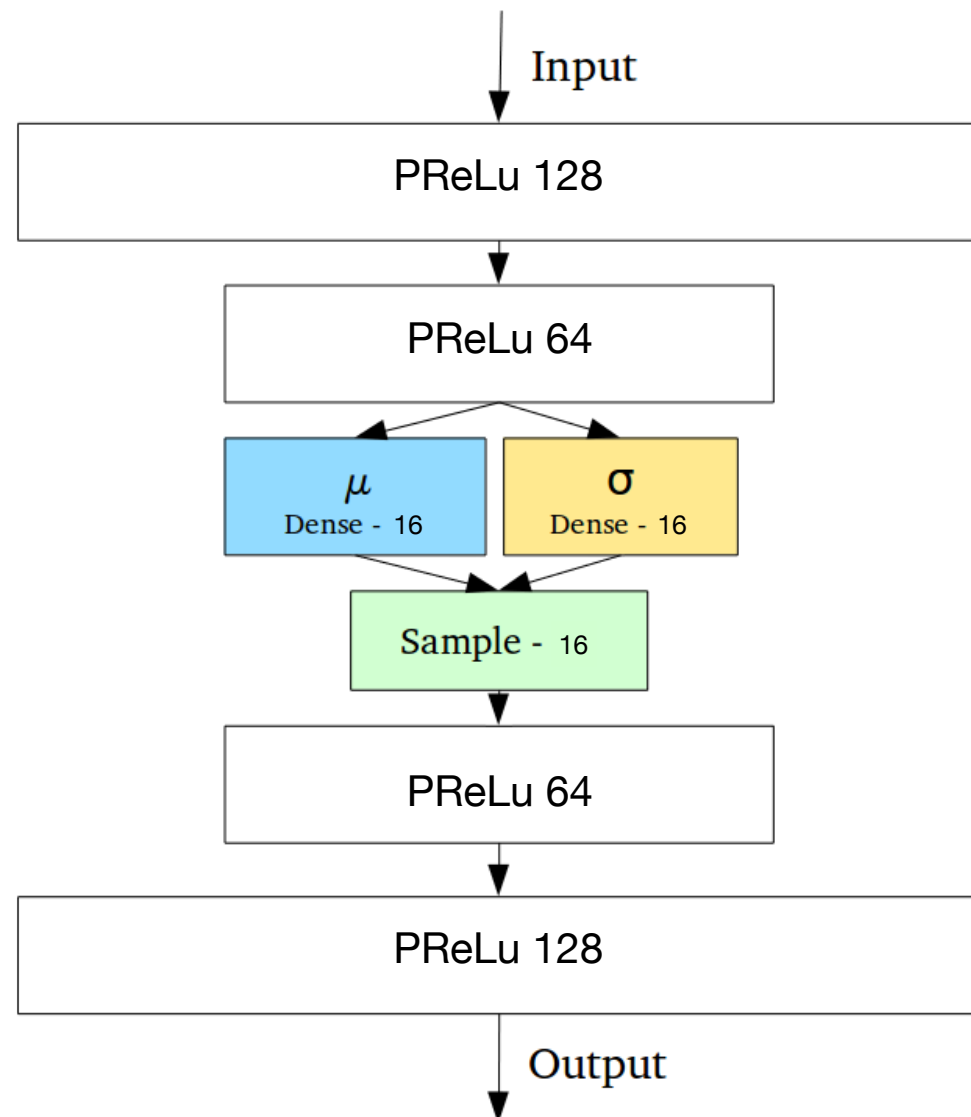 Input
PReLu 128
PReLu 64
μ
Dense - 16
σ
Dense - 16
Sample - 16
PReLu 64
PReLu 128
Output